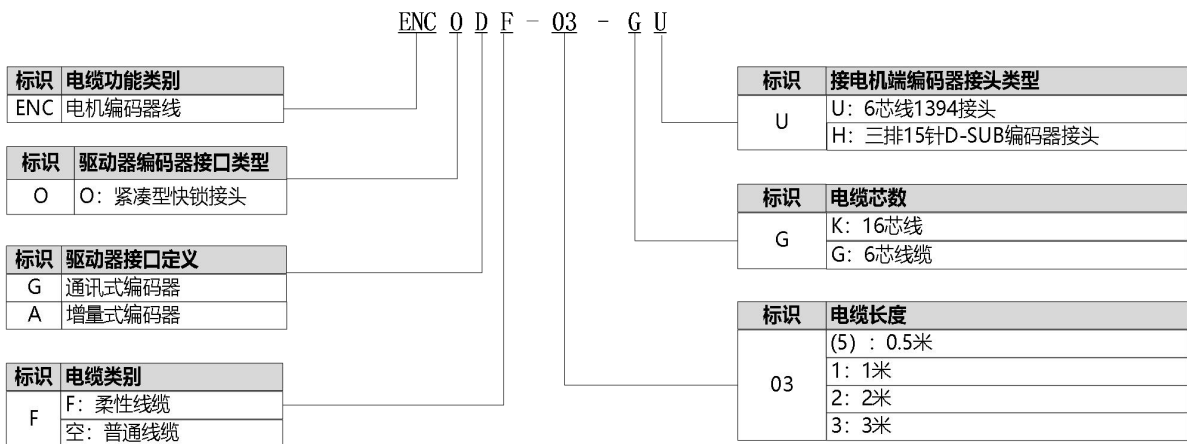 ENC O D F - 03 - G U
标识 电缆功能类别
ENC 电机编码器线
标识 驱动器编码器接口类型
O O：紧凑型快锁接头
标识 驱动器接口定义
G 通讯式编码器
A 增量式编码器
标识 电缆类别
F F：柔性线缆
空：普通线缆
标识 接电机端编码器接头类型
U U：6芯线1394接头
H：三排15针D-SUB编码器接头
标识 电缆芯数
G K：16芯线
G：6芯线缆
标识 电缆长度
03 (5)：0.5米
1：1米
2：2米
3：3米